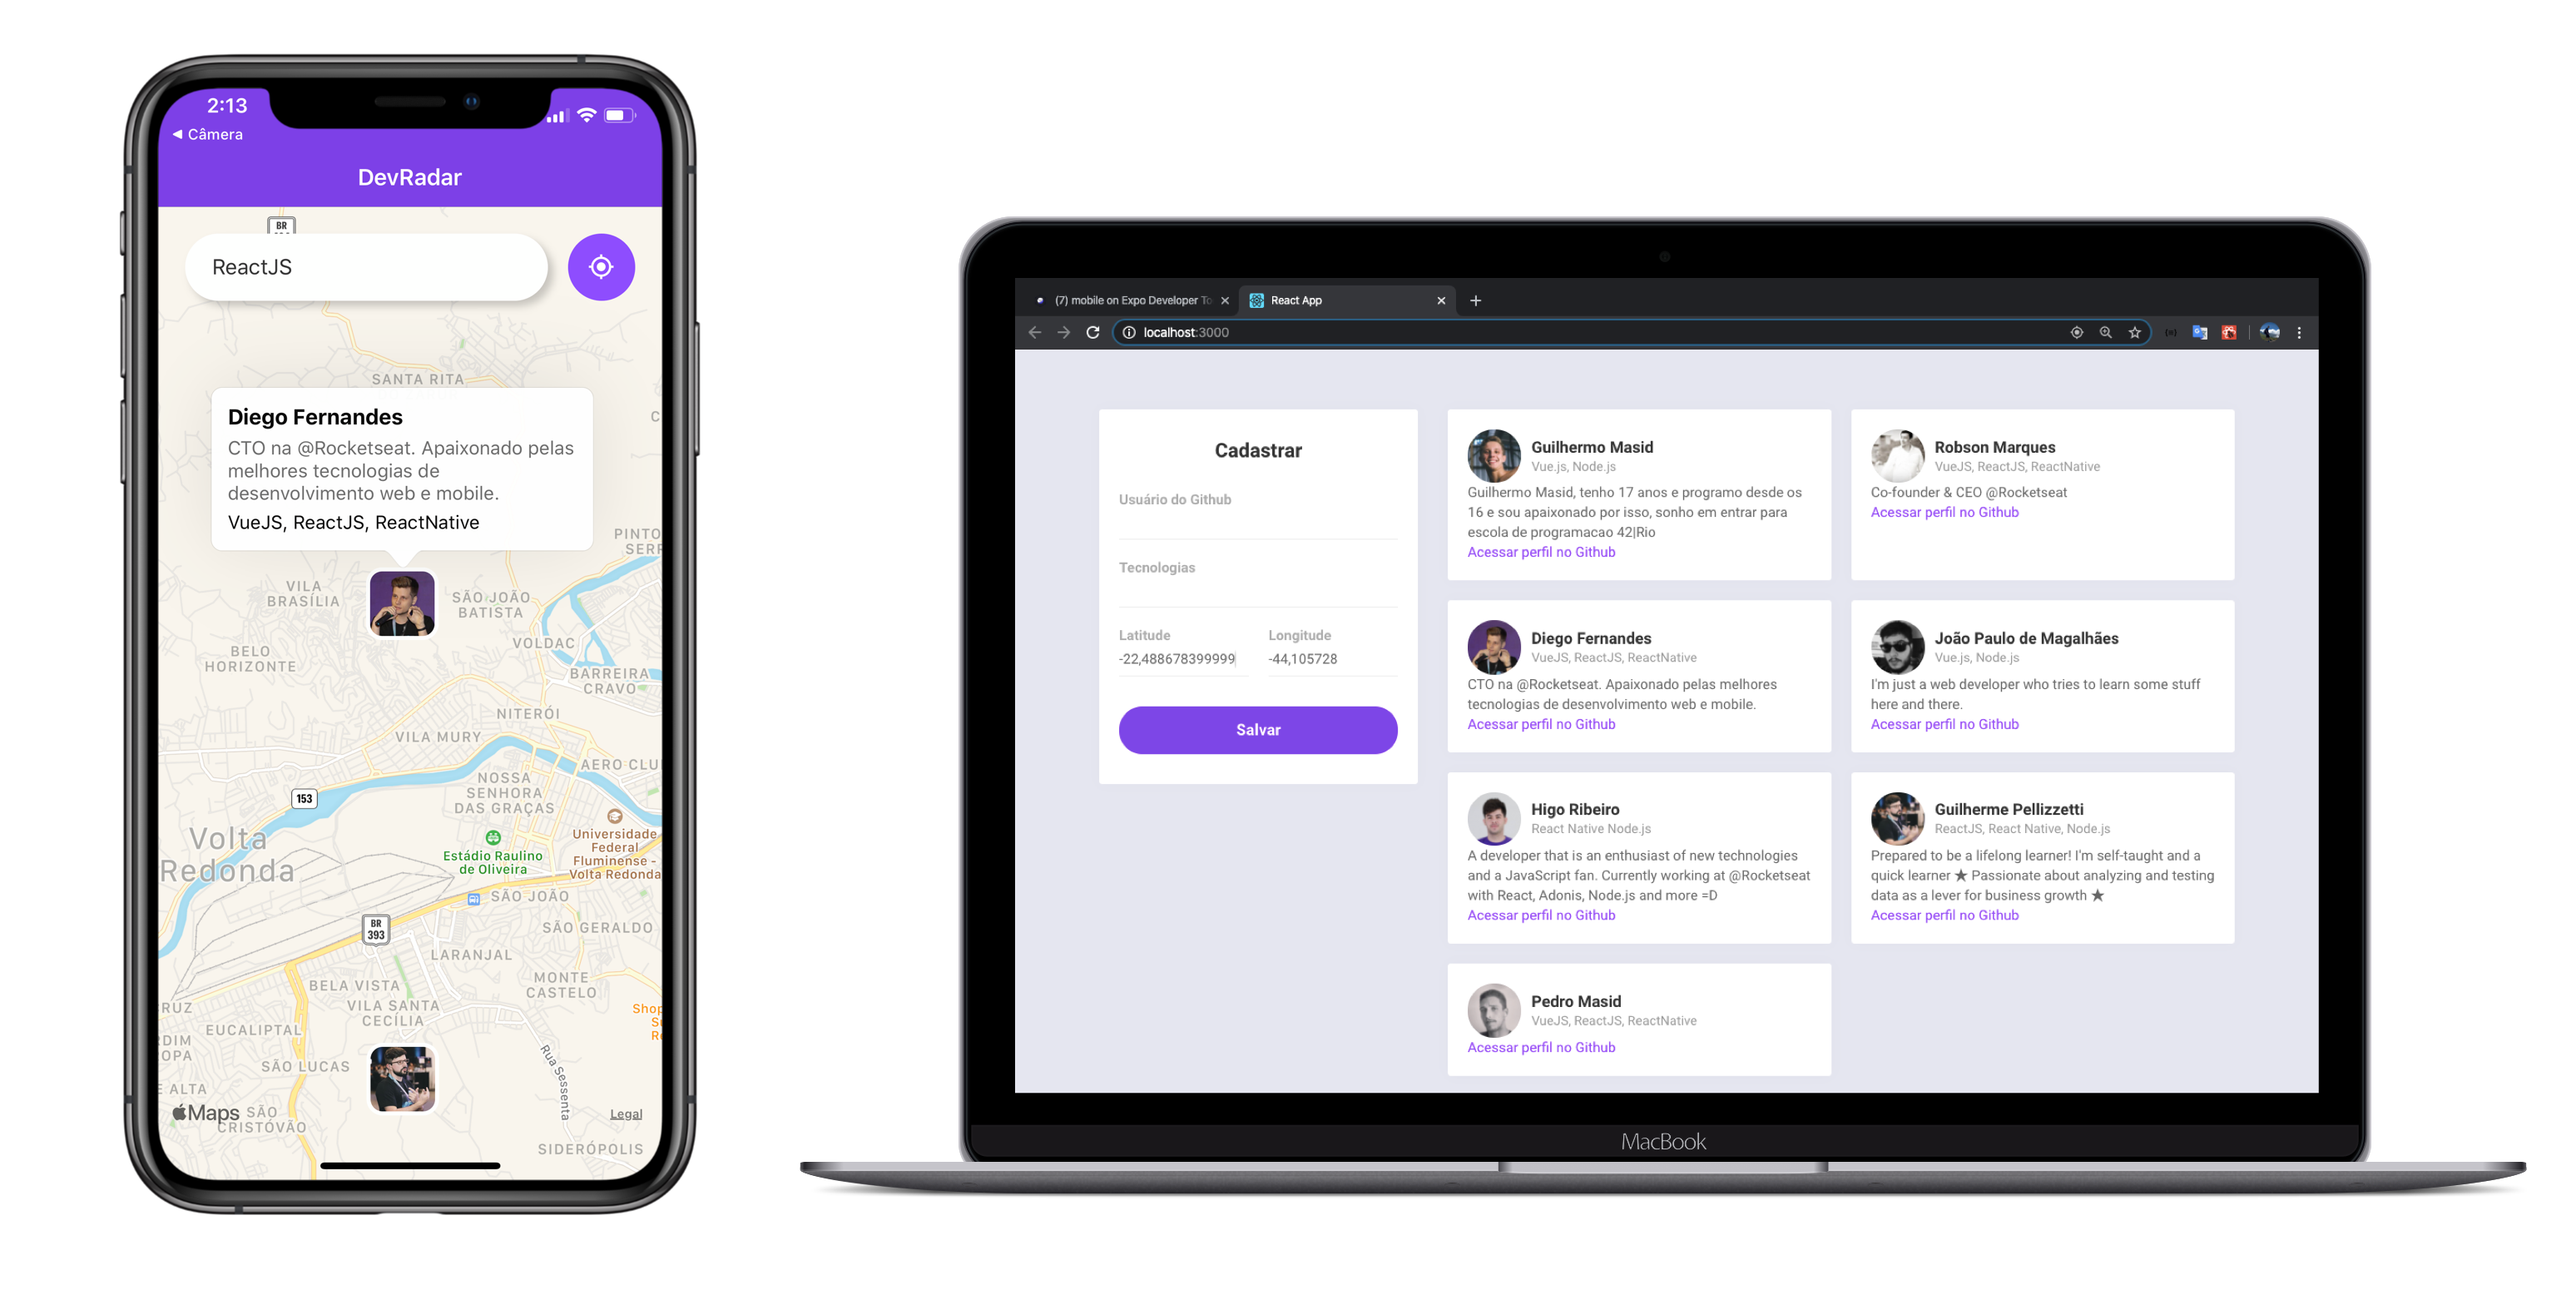 2:13
Câmera
DevRadar
BR
ReactJS
SANTA RITA
C
Diego Fernandes
CTO na @Rocketseat. Apaixonado pelas
melhores tecnologias de
desenvolvimento web e mobile.
VueJS, ReactJS, ReactNative
PINTO
SERR
VILA
BRASÍLIA
SÃO JOÃO
BATISTA
VOLDAC
BELO
HORIZONTE
BARREIRA
CRAVO
NITERÓI
VILA MURY
AERO CLU
NOSSA
SENHORA
DAS GRAÇAS
153
Volta
Redonda
Estádio Raulino
de Oliveira
Universidade
Federal
Fluminense -
Volta Redonda
SÃO JOÃO
BR
393
SÃO GERALDO
LARANJAL
MONTE
CASTELO
BELA VISTA
VILA SANTA
CECÍLIA
RUZ
Shop
S
R
EUCALIPTAL
DIM
OPA
SÃO LUCAS
Rua Sessenta
E ALTA
Maps
SÃO
CRISTÓVÃO
Legal
SIDERÓPOLIS
(7) mobile on Expo Developer To
React App
localhost:3000
Cadastrar
Usuário do Github
Tecnologias
Latitude
Longitude
-22,488678399999
-44,105728
Salvar
Guilhermo Masid
Vue.js, Node.js
Guilhermo Masid, tenho 17 anos e programo desde os
16 e sou apaixonado por isso, sonho em entrar para
escola de programacao 42|Rio
Acessar perfil no Github
Robson Marques
VueJS, ReactJS, ReactNative
Co-founder & CEO @Rocketseat
Acessar perfil no Github
Diego Fernandes
VueJS, ReactJS, ReactNative
CTO na @Rocketseat. Apaixonado pelas melhores
tecnologias de desenvolvimento web e mobile.
Acessar perfil no Github
João Paulo de Magalhães
Vue.js, Node.js
I'm just a web developer who tries to learn some stuff
here and there.
Acessar perfil no Github
Higo Ribeiro
React Native Node.js
A developer that is an enthusiast of new technologies
and a JavaScript fan. Currently working at @Rocketseat
with React, Adonis, Node.js and more =D
Acessar perfil no Github
Guilherme Pellizzetti
ReactJS, React Native, Node.js
Prepared to be a lifelong learner! I'm self-taught and a
quick learner ★ Passionate about analyzing and testing
data as a lever for business growth ★
Acessar perfil no Github
Pedro Masid
VueJS, ReactJS, ReactNative
Acessar perfil no Github
MacBook